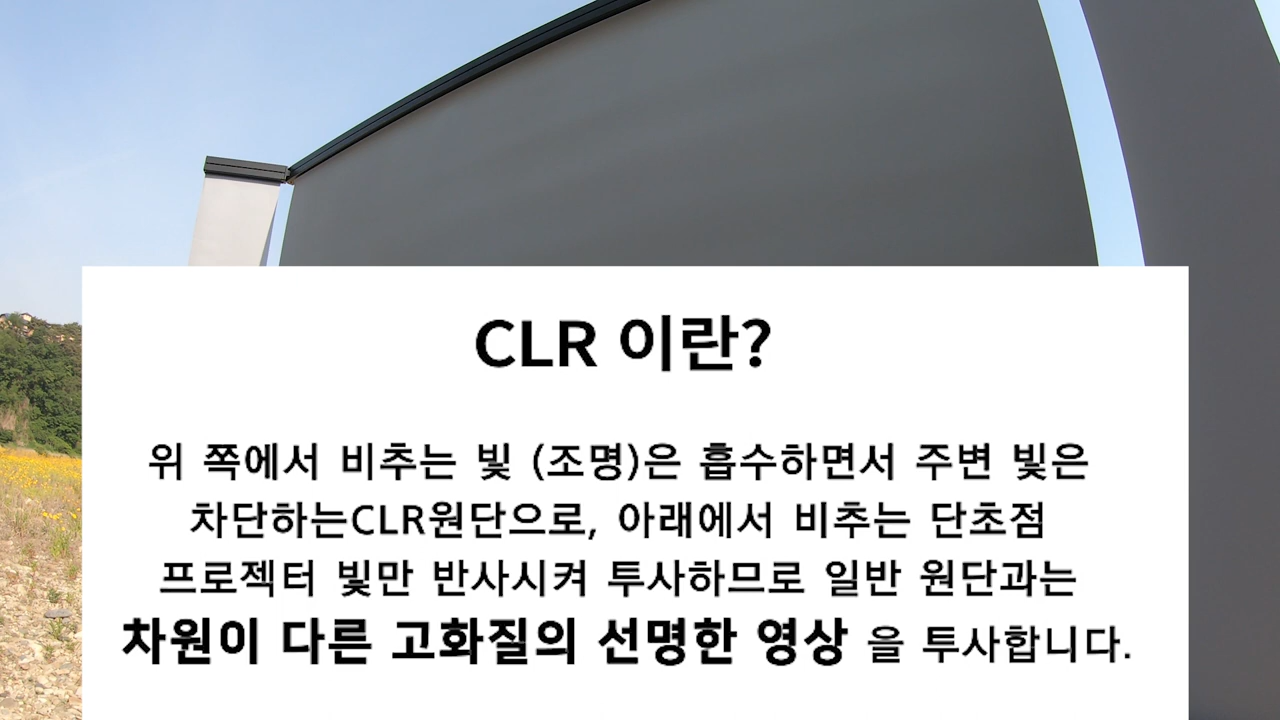 CLR 이란?
위 쪽에서 비추는 빛 (조명)은 흡수하면서 주변 빛은
차단하는CLR원단으로, 아래에서 비추는 단초점
프로젝터 빛만 반사시켜 투사하므로 일반 원단과는
차원이 다른 고화질의 선명한 영상 을 투사합니다.